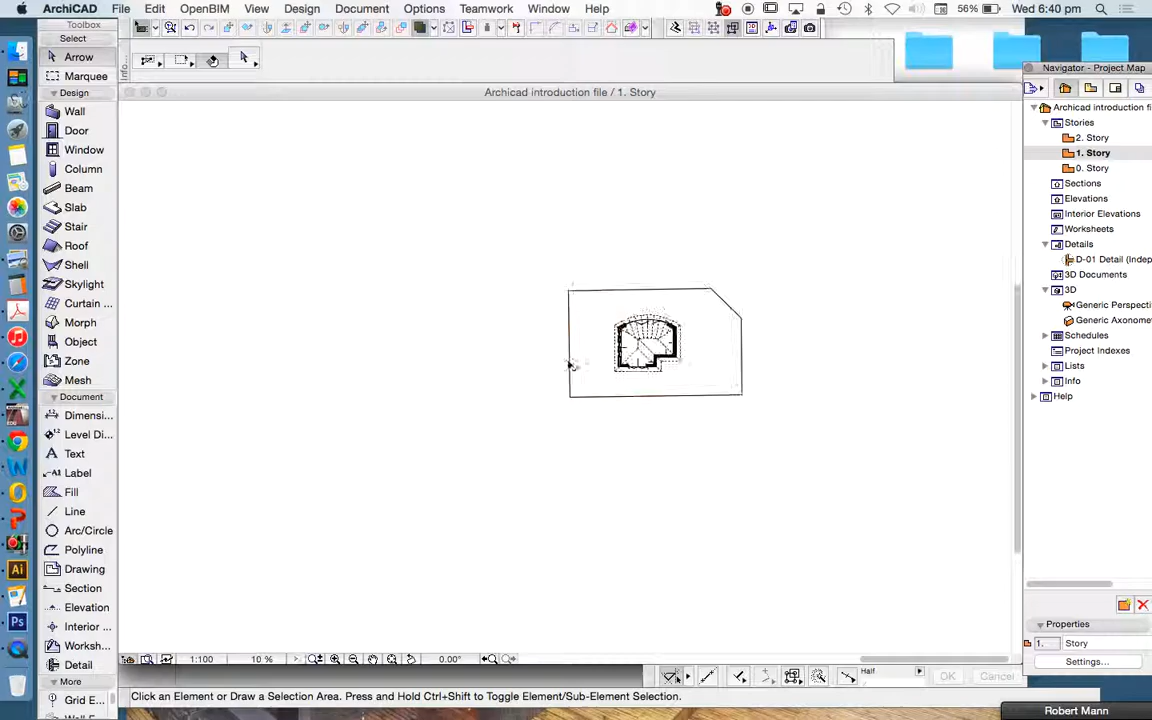 ArchiCAD File Edit OpenBIM View Design Document Options Teamwork Window Help 56% Wed 6:40 pm
Toolbox
Select
Arrow
Marquee
Design
Wall
Door
Window
Column
Beam
Slab
Stair
Roof
Shell
Skylight
Curtain ...
Morph
Object
Zone
Mesh
Document
Dimensi...
Level Di...
Text
Label
Fill
Line
Arc/Circle
Polyline
Drawing
Section
Elevation
Interior ...
Worksh...
Detail
More
Grid E...
Info...
Archicad introduction file / 1. Story
Navigator - Project Map
Archicad introduction fi
Stories
2. Story
1. Story
0. Story
Sections
Elevations
Interior Elevations
Worksheets
Details
D-01 Detail (Indep
3D Documents
3D
Generic Perspecti
Generic Axonome
Schedules
Project Indexes
Lists
Info
Help
Properties
1. Story
Settings...
1:100 10 % 0.00°
Half
OK Cancel
Click an Element or Draw a Selection Area. Press and Hold Ctrl+Shift to Toggle Element/Sub-Element Selection.
Robert Mann